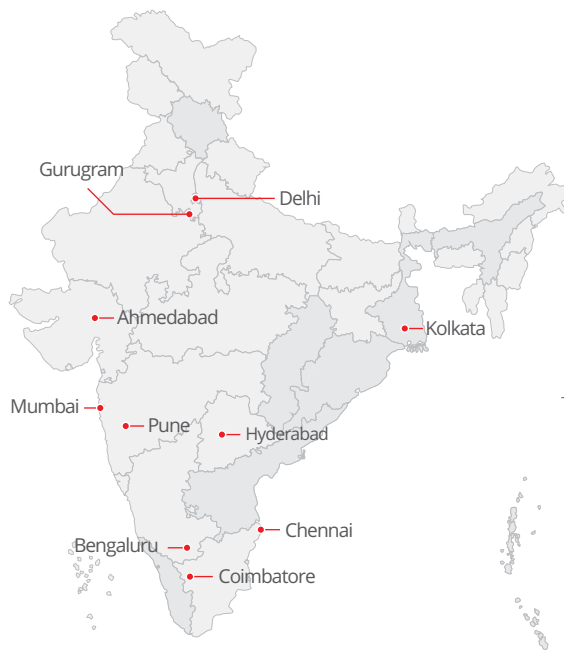 Gurugram
Delhi
Ahmedabad
Kolkata
Mumbai
Pune
Hyderabad
Chennai
Bengaluru
Coimbatore